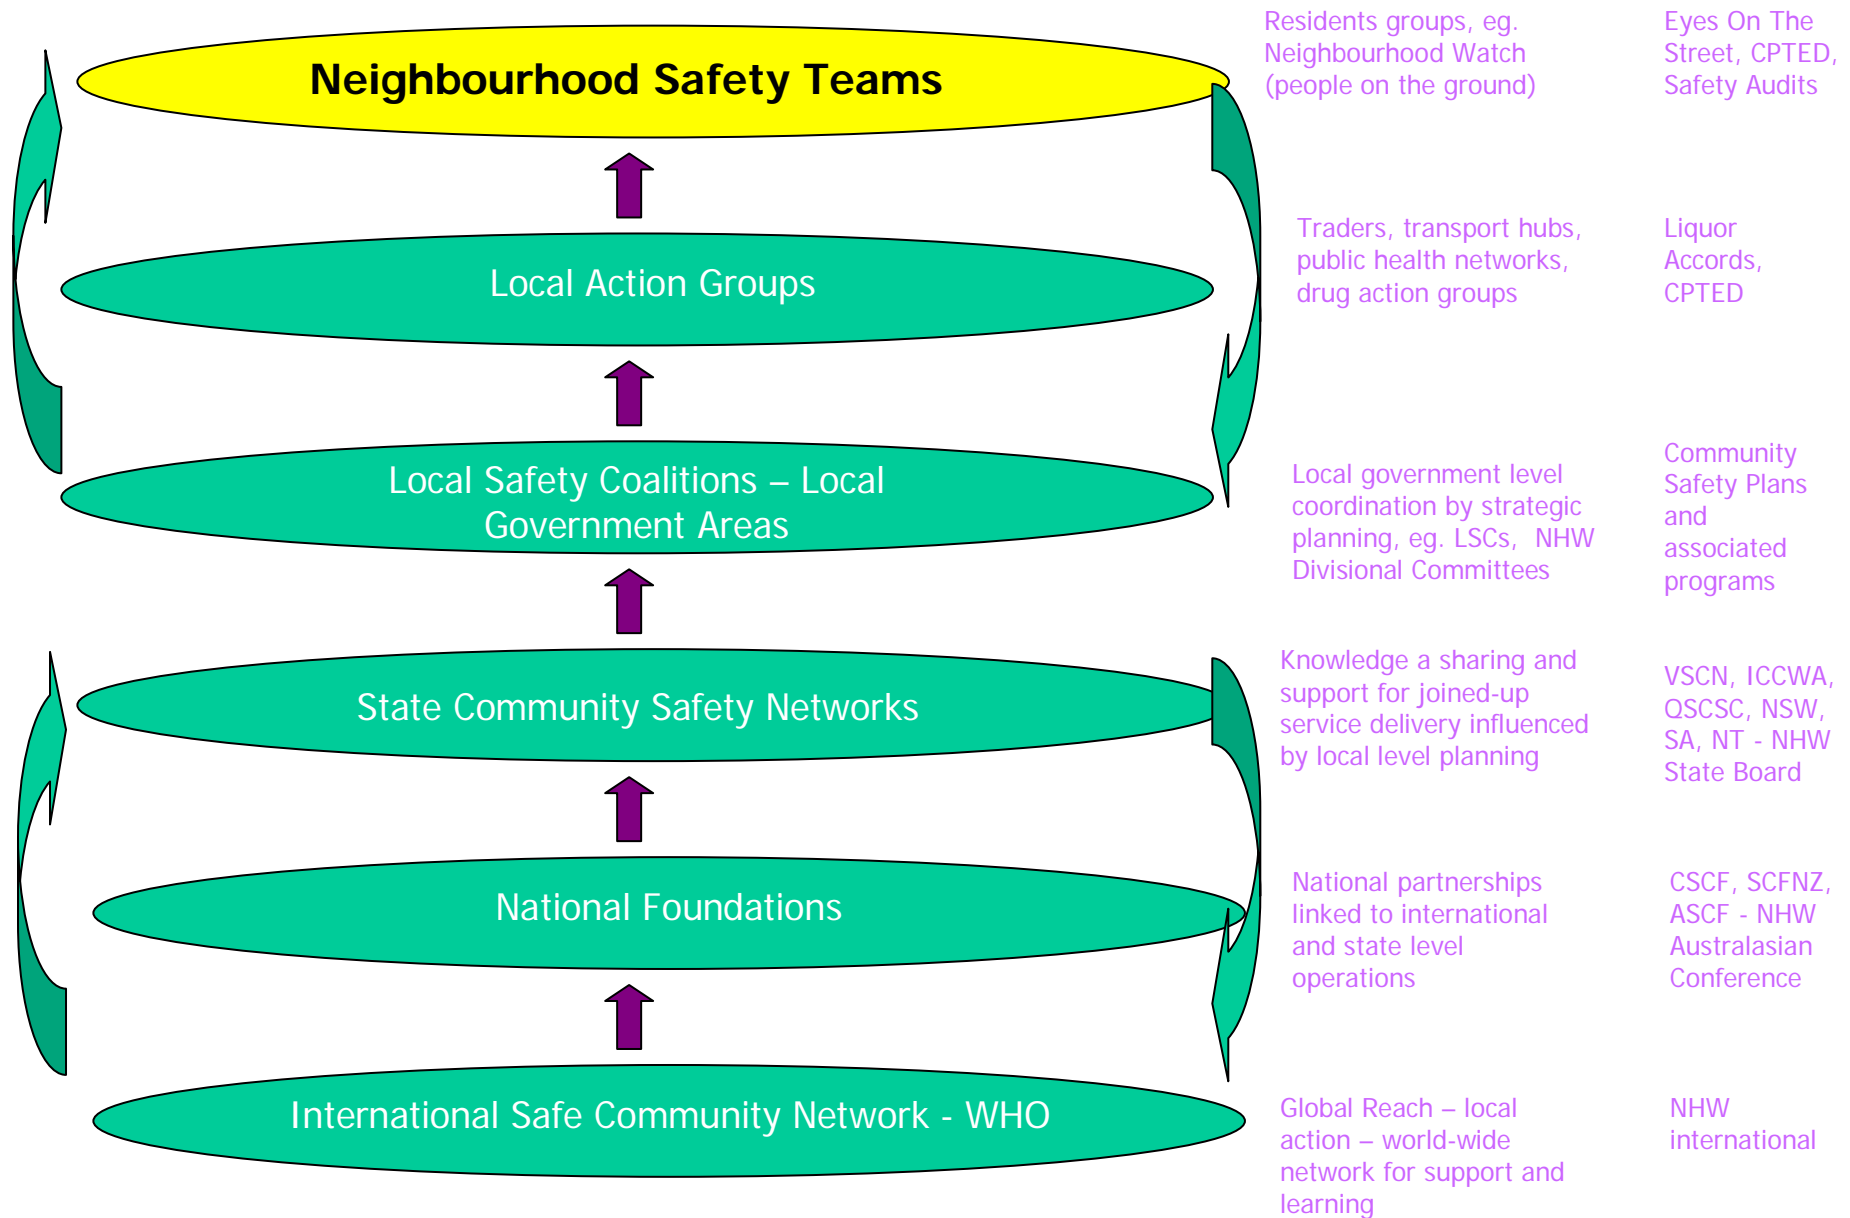 Neighbourhood Safety Teams
Residents groups, eg.
Neighbourhood Watch
(people on the ground)
Eyes On The
Street, CPTED,
Safety Audits
Local Action Groups
Traders, transport hubs,
public health networks,
drug action groups
Liquor
Accords,
CPTED
Local Safety Coalitions – Local
Government Areas
Local government level
coordination by strategic
planning, eg. LSCs, NHW
Divisional Committees
Community
Safety Plans
and
associated
programs
State Community Safety Networks
Knowledge a sharing and
support for joined-up
service delivery influenced
by local level planning
VSCN, ICCWA,
QSCSC, NSW,
SA, NT - NHW
State Board
National Foundations
National partnerships
linked to international
and state level
operations
CSCF, SCFNZ,
ASCF - NHW
Australasian
Conference
International Safe Community Network - WHO
Global Reach – local
action – world-wide
network for support and
learning
NHW
international